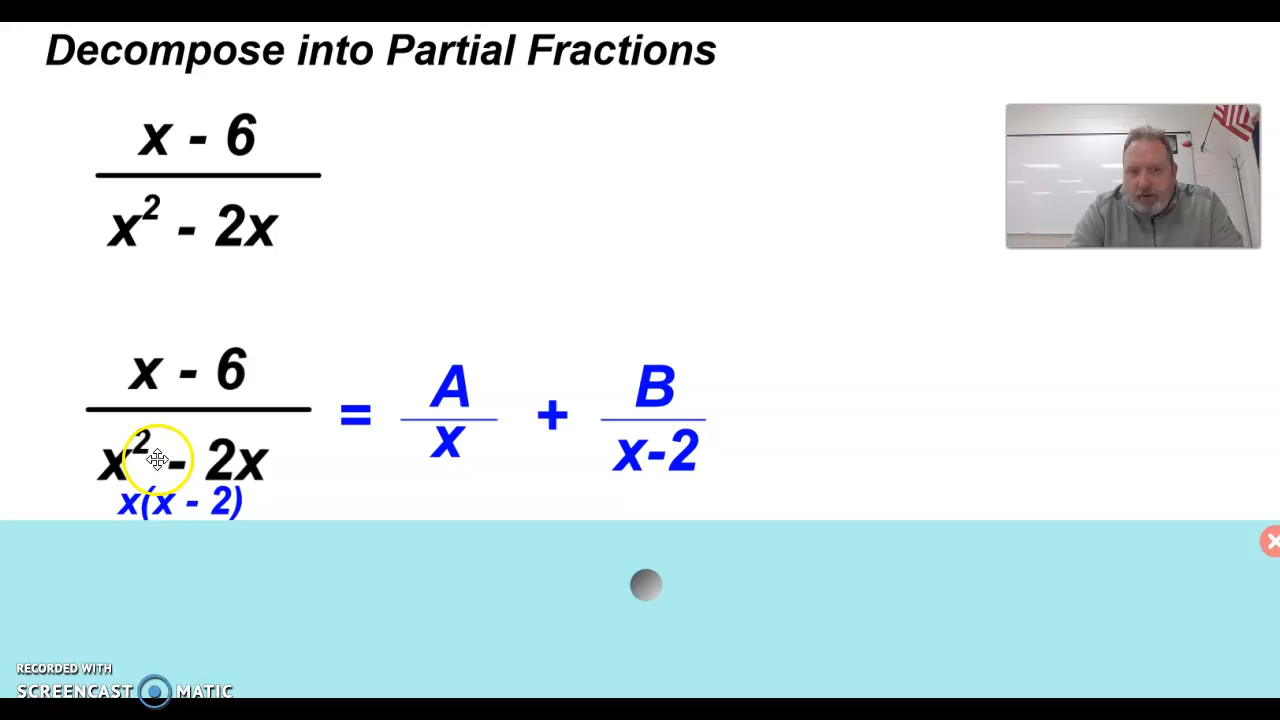 Decompose into Partial Fractions
x - 6
x² - 2x
x - 6
x² - 2x
x(x - 2)
= A + B
x x-2
RECORDED WITH
SCREENCAST MATIC